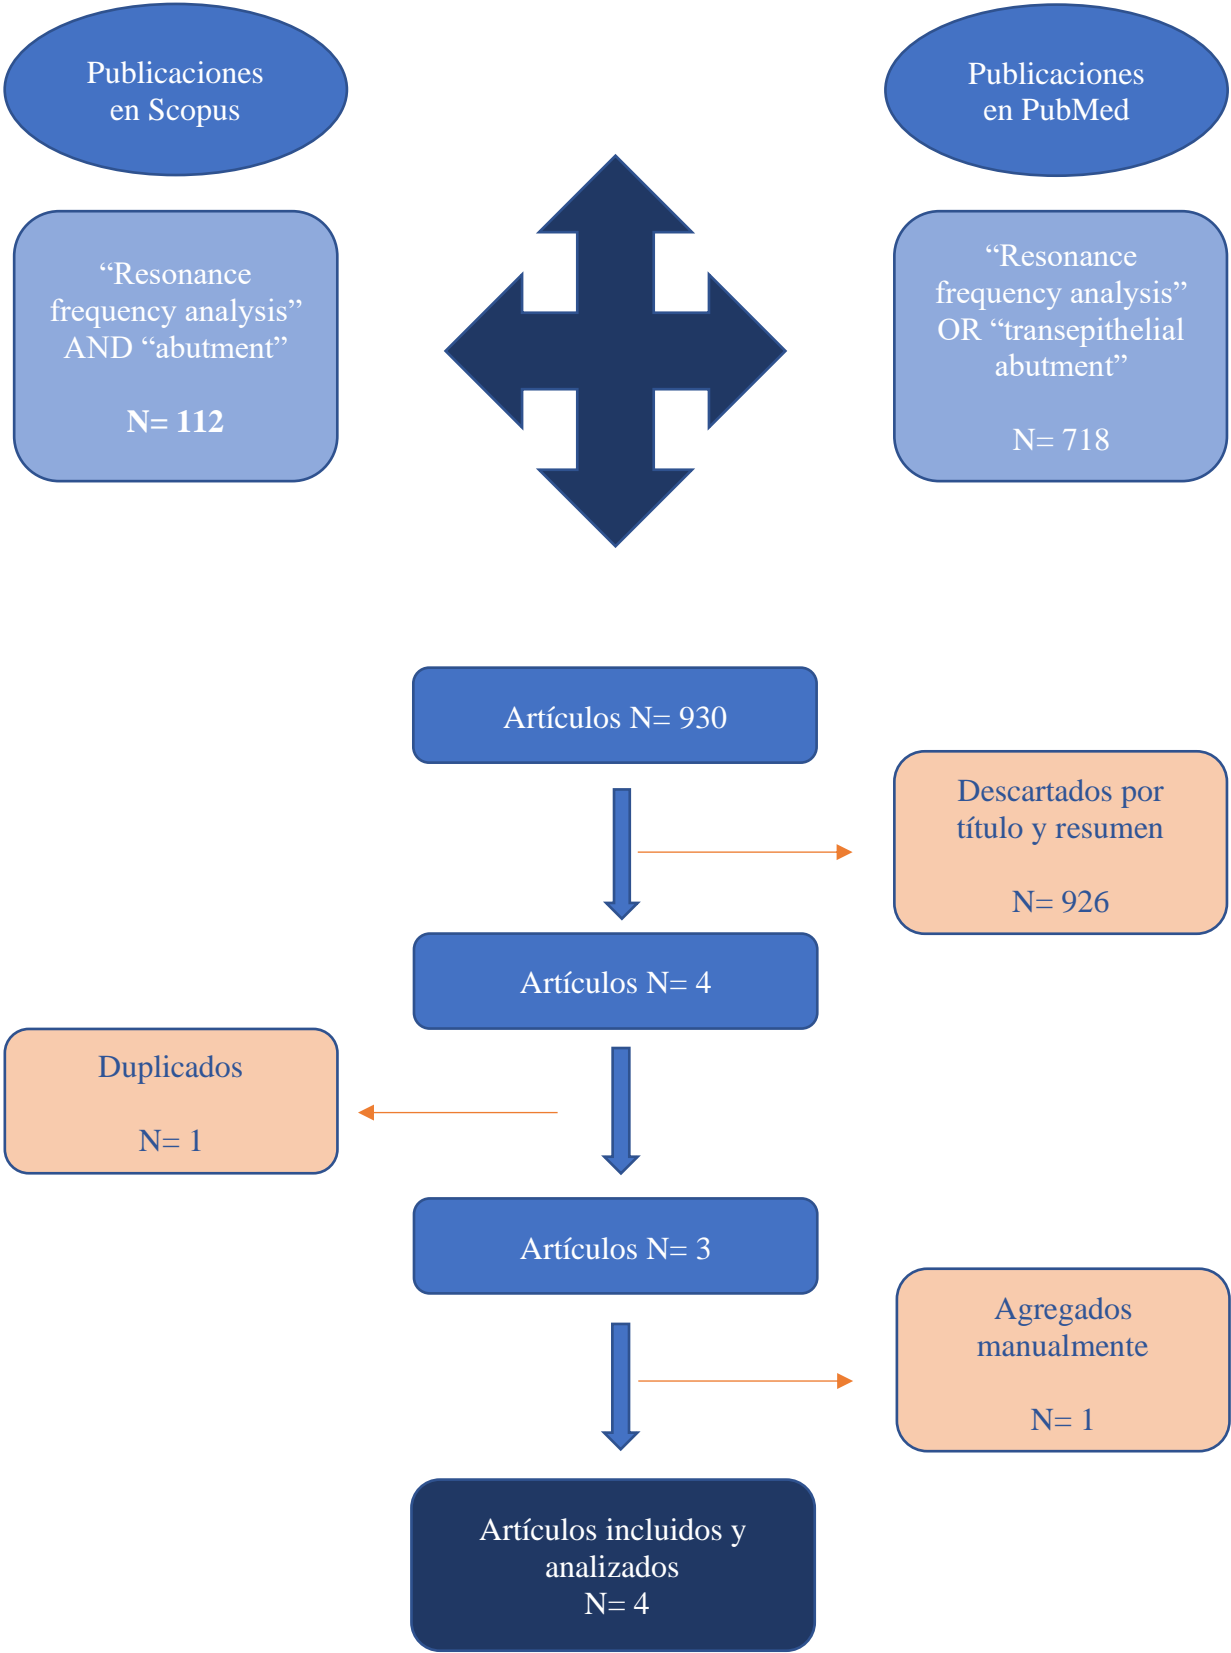 Publicaciones
en Scopus
Publicaciones
en PubMed
“Resonance
frequency analysis”
AND “abutment”
N= 112
“Resonance
frequency analysis”
OR “transepithelial
abutment”
N= 718
Artículos N= 930
Descartados por
título y resumen
N= 926
Artículos N= 4
Duplicados
N= 1
Artículos N= 3
Agregados
manualmente
N= 1
Artículos incluidos y
analizados
N= 4